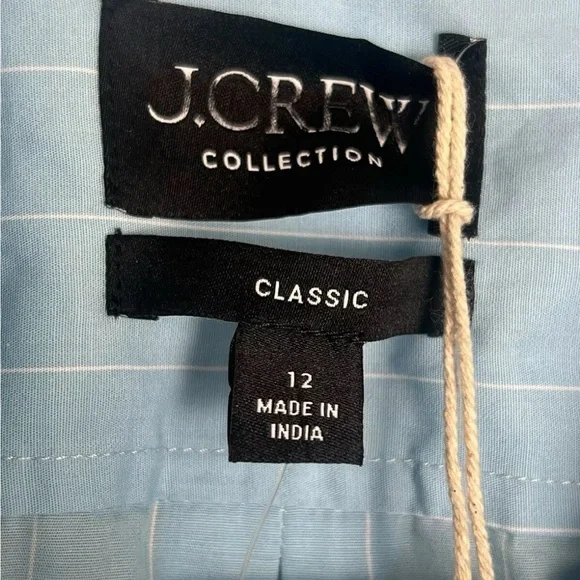 J.CREW
COLLECTION
CLASSIC
12
MADE IN
INDIA